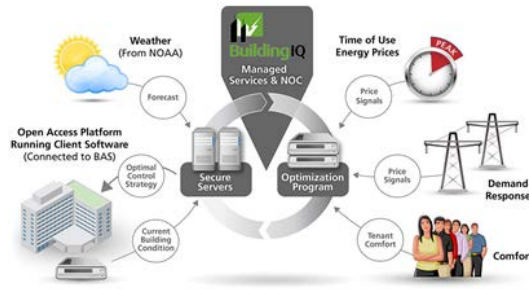 Weather
(From NOAA)
BuildingIQ
Managed
Services & NOC
Time of Use
Energy Prices
PEAK
Forecast
Price
Signals
Open Access Platform
Running Client Software
(Connected to BAS)
Optimal
Control
Strategy
Secure
Servers
Optimization
Program
Price
Signals
Demand
Response
Current
Building
Condition
Tenant
Comfort
Comfor